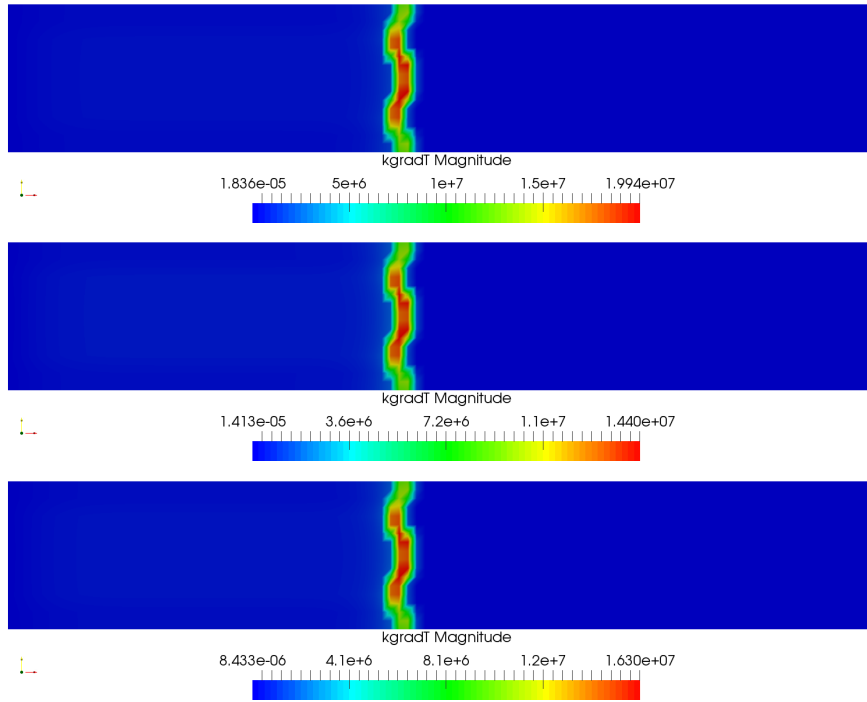 kgradT Magnitude
1.836e-05 5e+6 1e+7 1.5e+7 1.994e+07
kgradT Magnitude
1.413e-05 3.6e+6 7.2e+6 1.1e+7 1.440e+07
kgradT Magnitude
8.433e-06 4.1e+6 8.1e+6 1.2e+7 1.630e+07